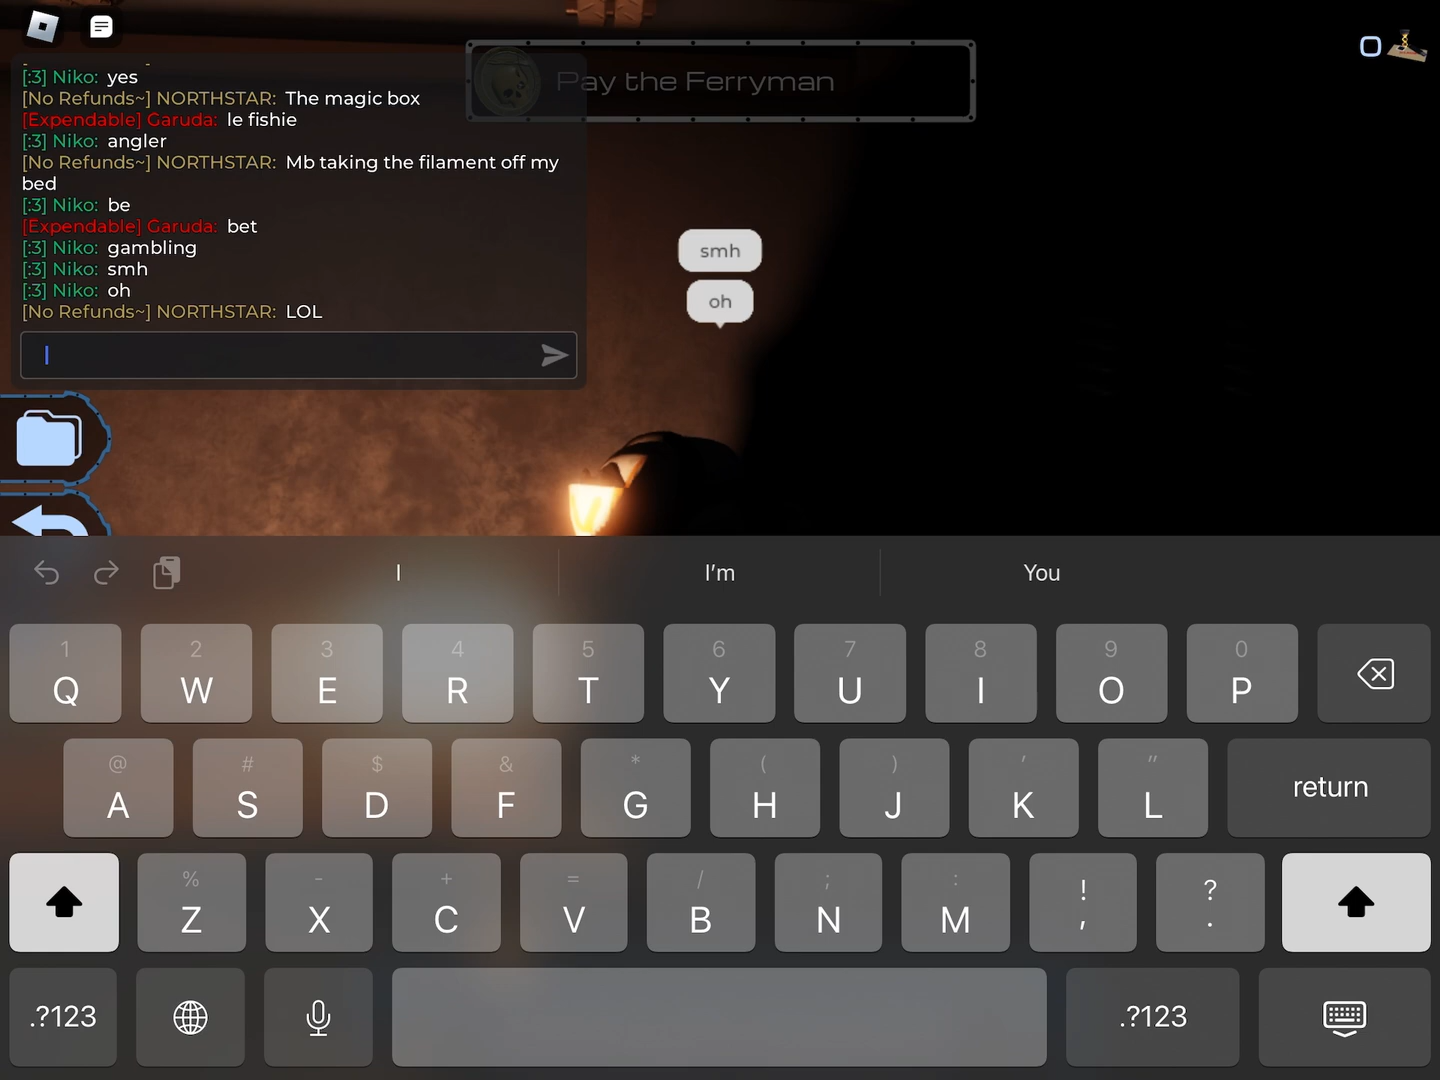 [:3] Niko: yes
[No Refunds~] NORTHSTAR: The magic box
[Expendable] Garuda: le fishie
[:3] Niko: angler
[No Refunds~] NORTHSTAR: Mb taking the filament off my
bed
[:3] Niko: be
[Expendable] Garuda: bet
[:3] Niko: gambling
[:3] Niko: smh
[:3] Niko: oh
[No Refunds~] NORTHSTAR: LOL
Pay the Ferryman
0
smh
oh
I
I'm
You
1 2 3 4 5 6 7 8 9 0
Q W E R T Y U I O P
@ # $ & * ( ) ' "
A S D F G H J K L return
% - + = / ; : ! ?
Z X C V B N M , .
.?123 .?123